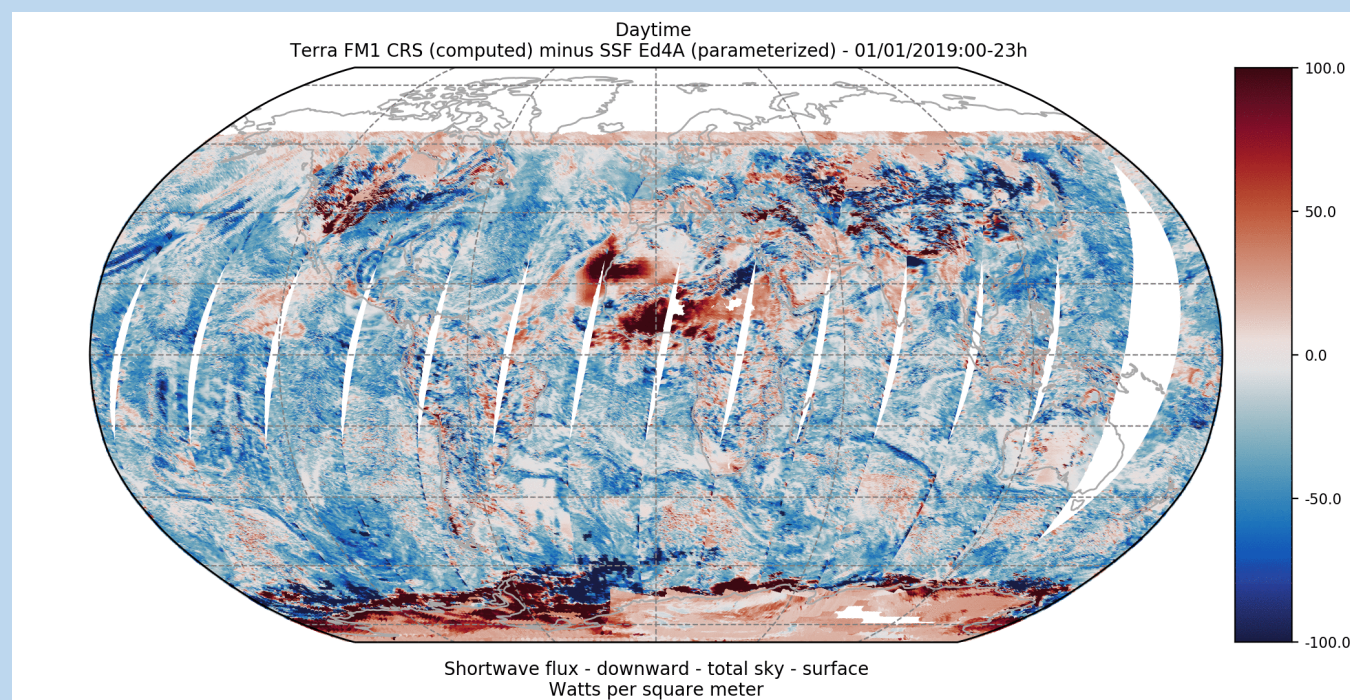 Daytime
Terra FM1 CRS (computed) minus SSF Ed4A (parameterized) - 01/01/2019:00-23h
100.0
50.0
0.0
-50.0
-100.0
Shortwave flux - downward - total sky - surface
Watts per square meter